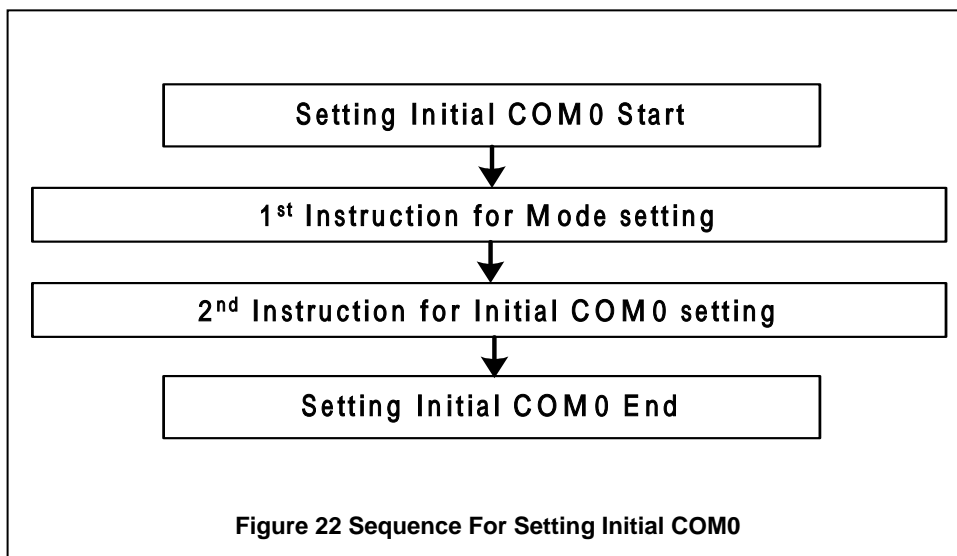 Setting Initial COM0 Start
1st Instruction for Mode setting
2nd Instruction for Initial COM0 setting
Setting Initial COM0 End
Figure 22 Sequence For Setting Initial COM0